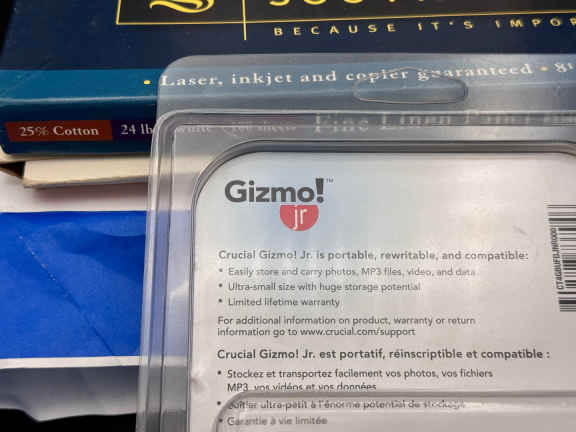 BECAUSE IT'S
• Laser, inkjet and copier guaranteed •
25% Cotton
24 lb
Gizmo!™
jr
Crucial Gizmo! Jr. is portable, rewritable, and compatible:
• Easily store and carry photos, MP3 files, video, and data
• Ultra-small size with huge storage potential
• Limited lifetime warranty
For additional information on product, warranty or return
information go to www.crucial.com/support
Crucial Gizmo! Jr. est portatif, réinscriptible et compatible :
• Stockez et transportez facilement vos photos, vos fichiers
MP3, vos vidéos et vos données
• Boîtier ultra-petit à l'énorme potentiel de stockage
• Garantie à vie limitée